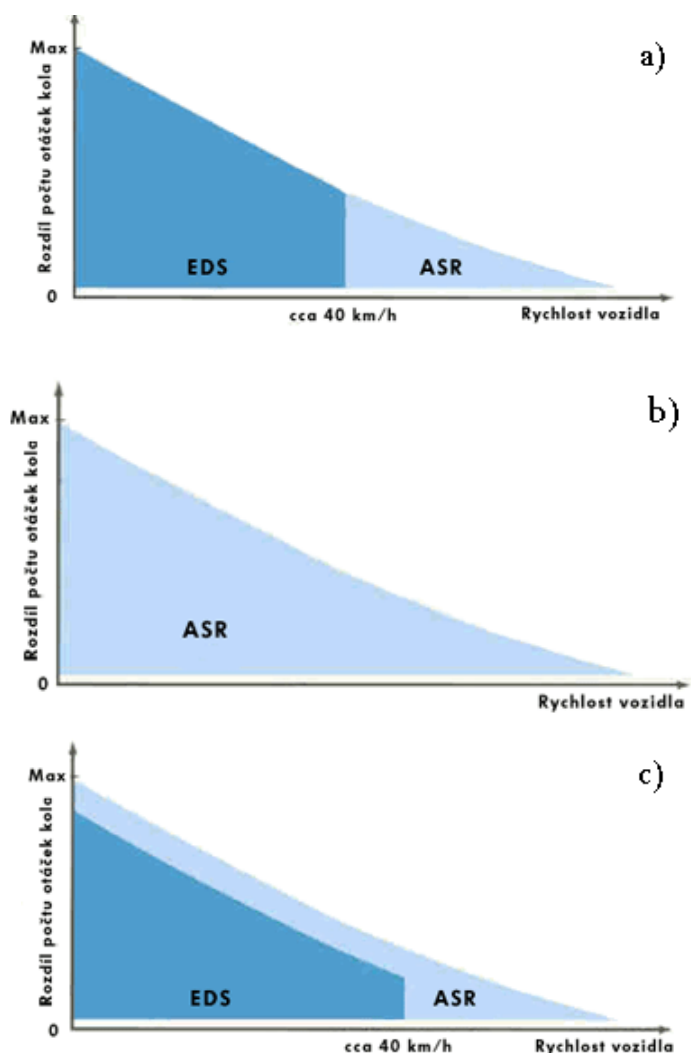 a)
Max
Rozdíl počtu otáček kola
EDS
ASR
0
cca 40 km/h
Rychlost vozidla
b)
Max
Rozdíl počtu otáček kola
ASR
0
Rychlost vozidla
c)
Max
Rozdíl počtu otáček kola
EDS
ASR
0
cca 40 km/h
Rychlost vozidla